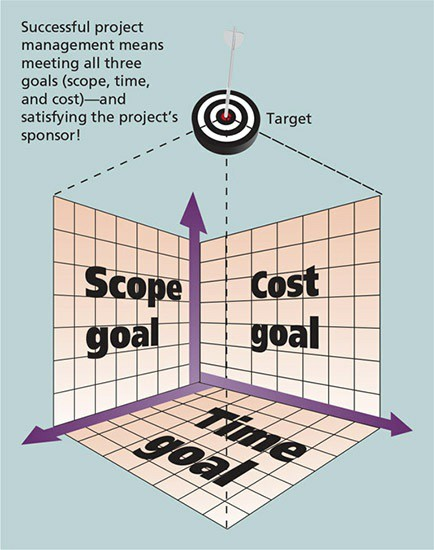 Successful project
management means
meeting all three
goals (scope, time,
and cost)—and
satisfying the project's
sponsor!
Target
Scope
goal
Cost
goal
Time
goal